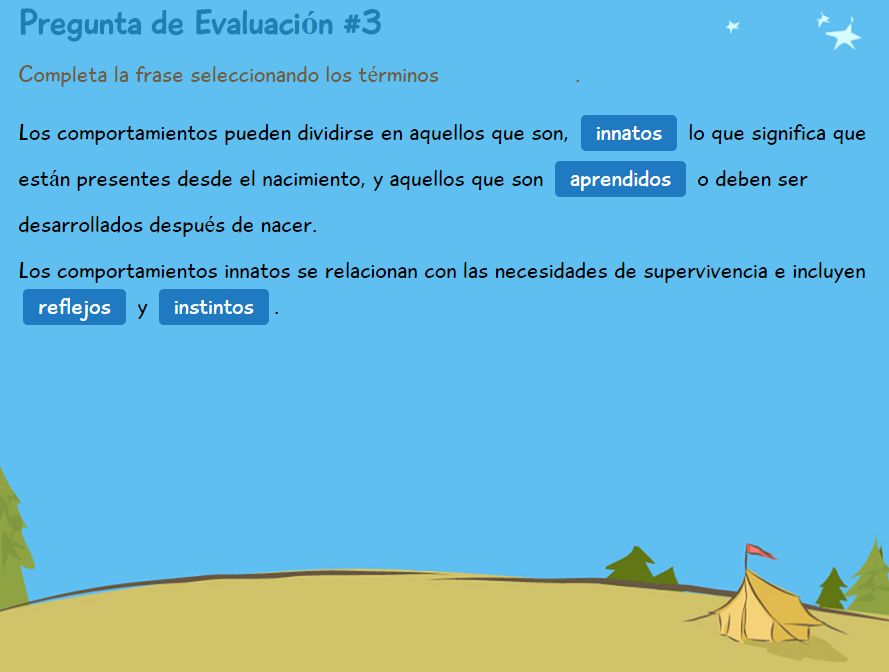 Pregunta de Evaluación #3
Completa la frase seleccionando los términos .
Los comportamientos pueden dividirse en aquellos que son, innatos lo que significa que
están presentes desde el nacimiento, y aquellos que son aprendidos o deben ser
desarrollados después de nacer.
Los comportamientos innatos se relacionan con las necesidades de supervivencia e incluyen
reflejos y instintos .